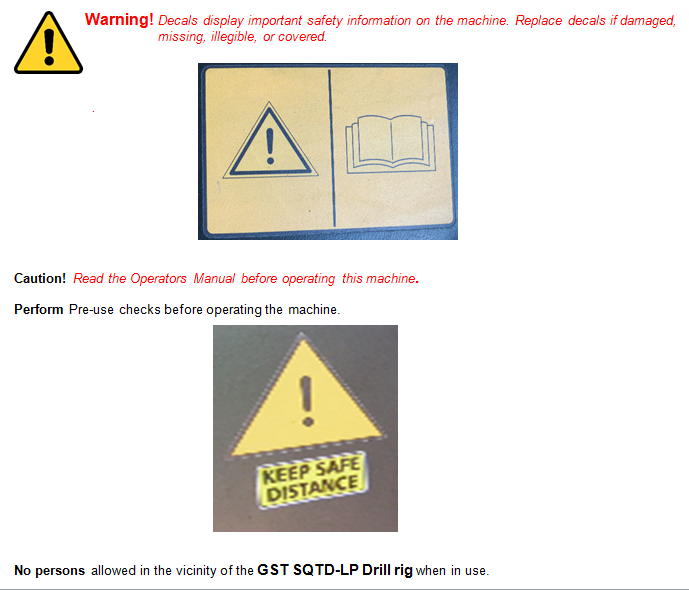 Warning! Decals display important safety information on the machine. Replace decals if damaged,
missing, illegible, or covered.
Caution! Read the Operators Manual before operating this machine.
Perform Pre-use checks before operating the machine.
KEEP SAFE
DISTANCE
No persons allowed in the vicinity of the GST SQTD-LP Drill rig when in use.